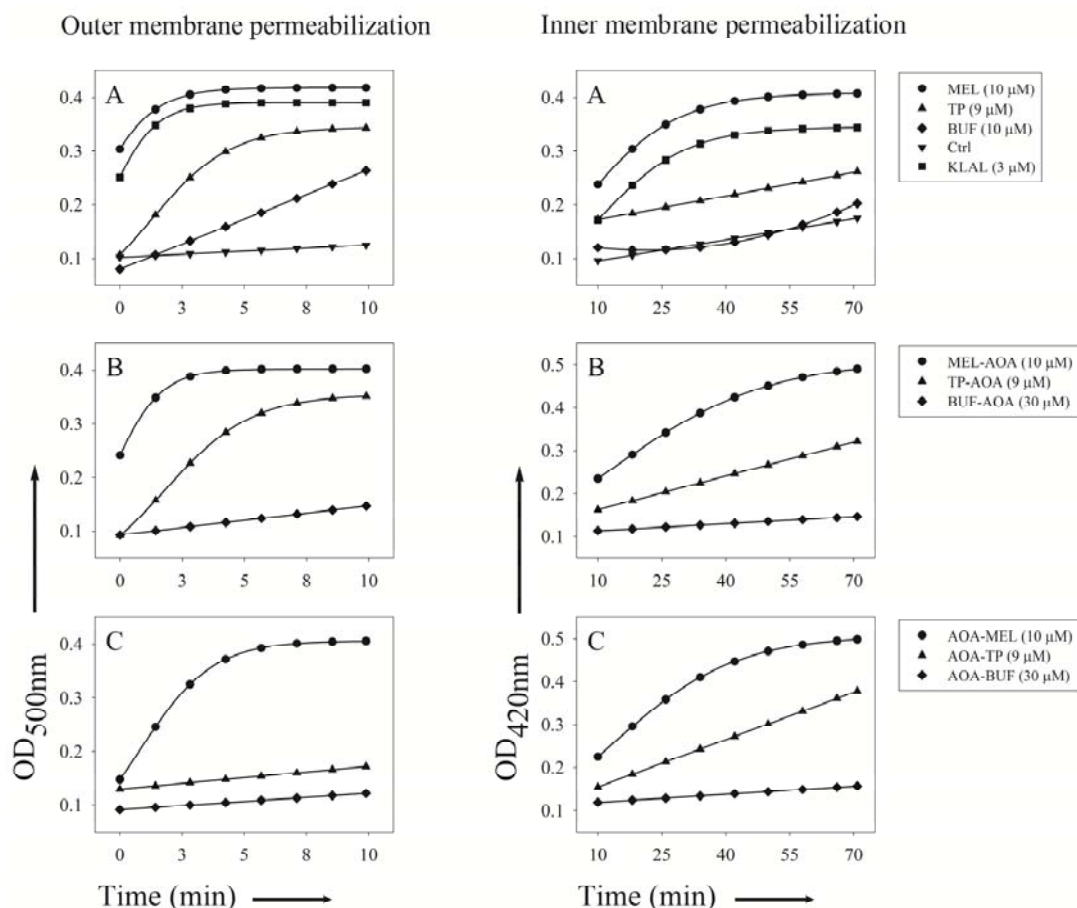 Outer membrane permeabilization
Inner membrane permeabilization
A
0.4
0.3
0.2
0.1
0 3 5 8 10
A
0.4
0.3
0.2
0.1
10 25 40 55 70
MEL (10 µM)
TP (9 µM)
BUF (10 µM)
Ctrl
KLAL (3 µM)
B
0.4
0.3
0.2
0.1
0 3 5 8 10
B
0.5
0.4
0.3
0.2
0.1
10 25 40 55 70
MEL-AOA (10 µM)
TP-AOA (9 µM)
BUF-AOA (30 µM)
C
0.4
0.3
0.2
0.1
0 3 5 8 10
C
0.5
0.4
0.3
0.2
0.1
10 25 40 55 70
AOA-MEL (10 µM)
AOA-TP (9 µM)
AOA-BUF (30 µM)
OD500nm
OD420nm
Time (min)
Time (min)